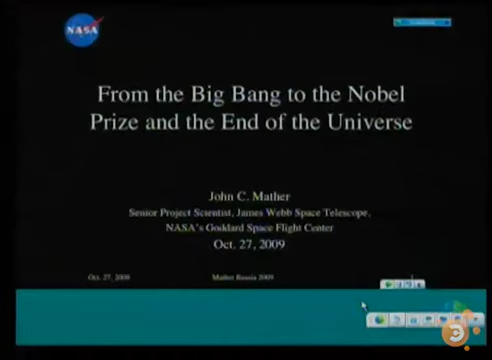 NASA
From the Big Bang to the Nobel
Prize and the End of the Universe
John C. Mather
Senior Project Scientist, James Webb Space Telescope,
NASA's Goddard Space Flight Center
Oct. 27, 2009
Oct. 27, 2009 Mather Russia 2009